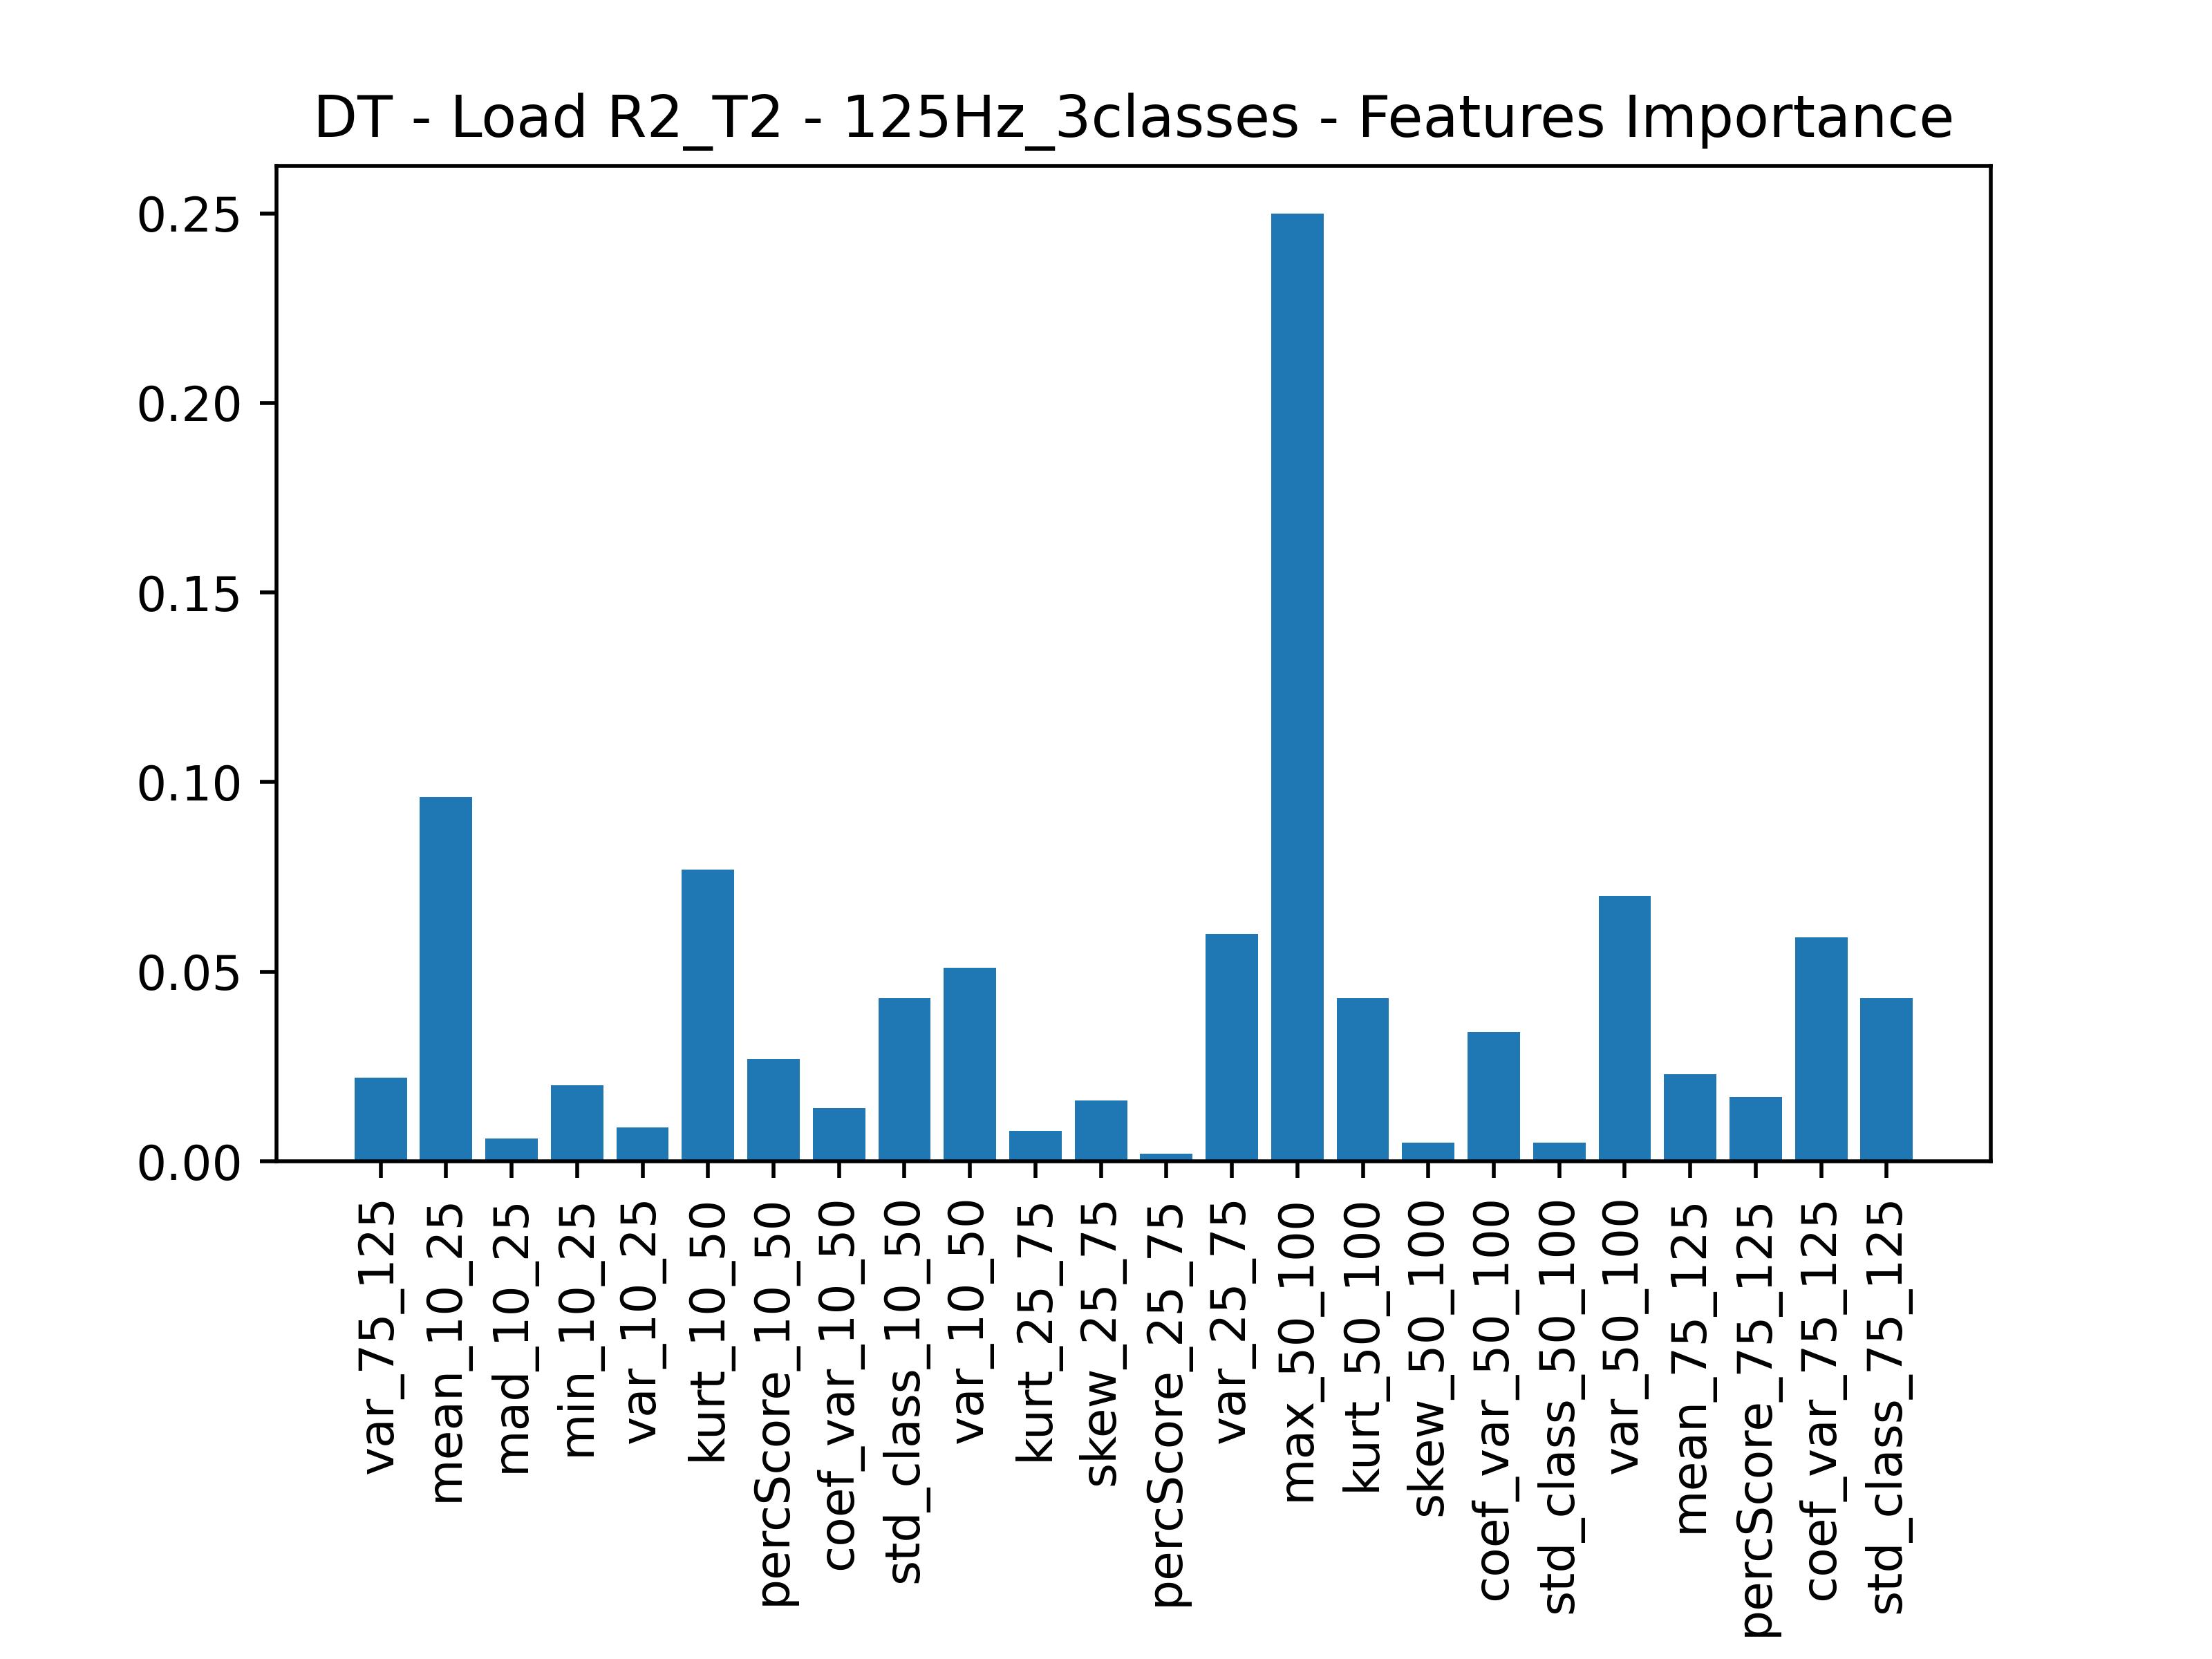 DT - Load R2_T2 - 125Hz_3classes - Features Importance
0.25
0.20
0.15
0.10
0.05
0.00
var_75_125
mean_10_25
mad_10_25
min_10_25
var_10_25
kurt_10_50
percScore_10_50
coef_var_10_50
std_class_10_50
var_10_50
kurt_25_75
skew_25_75
percScore_25_75
var_25_75
max_50_100
kurt_50_100
skew_50_100
coef_var_50_100
std_class_50_100
var_50_100
mean_75_125
percScore_75_125
coef_var_75_125
std_class_75_125